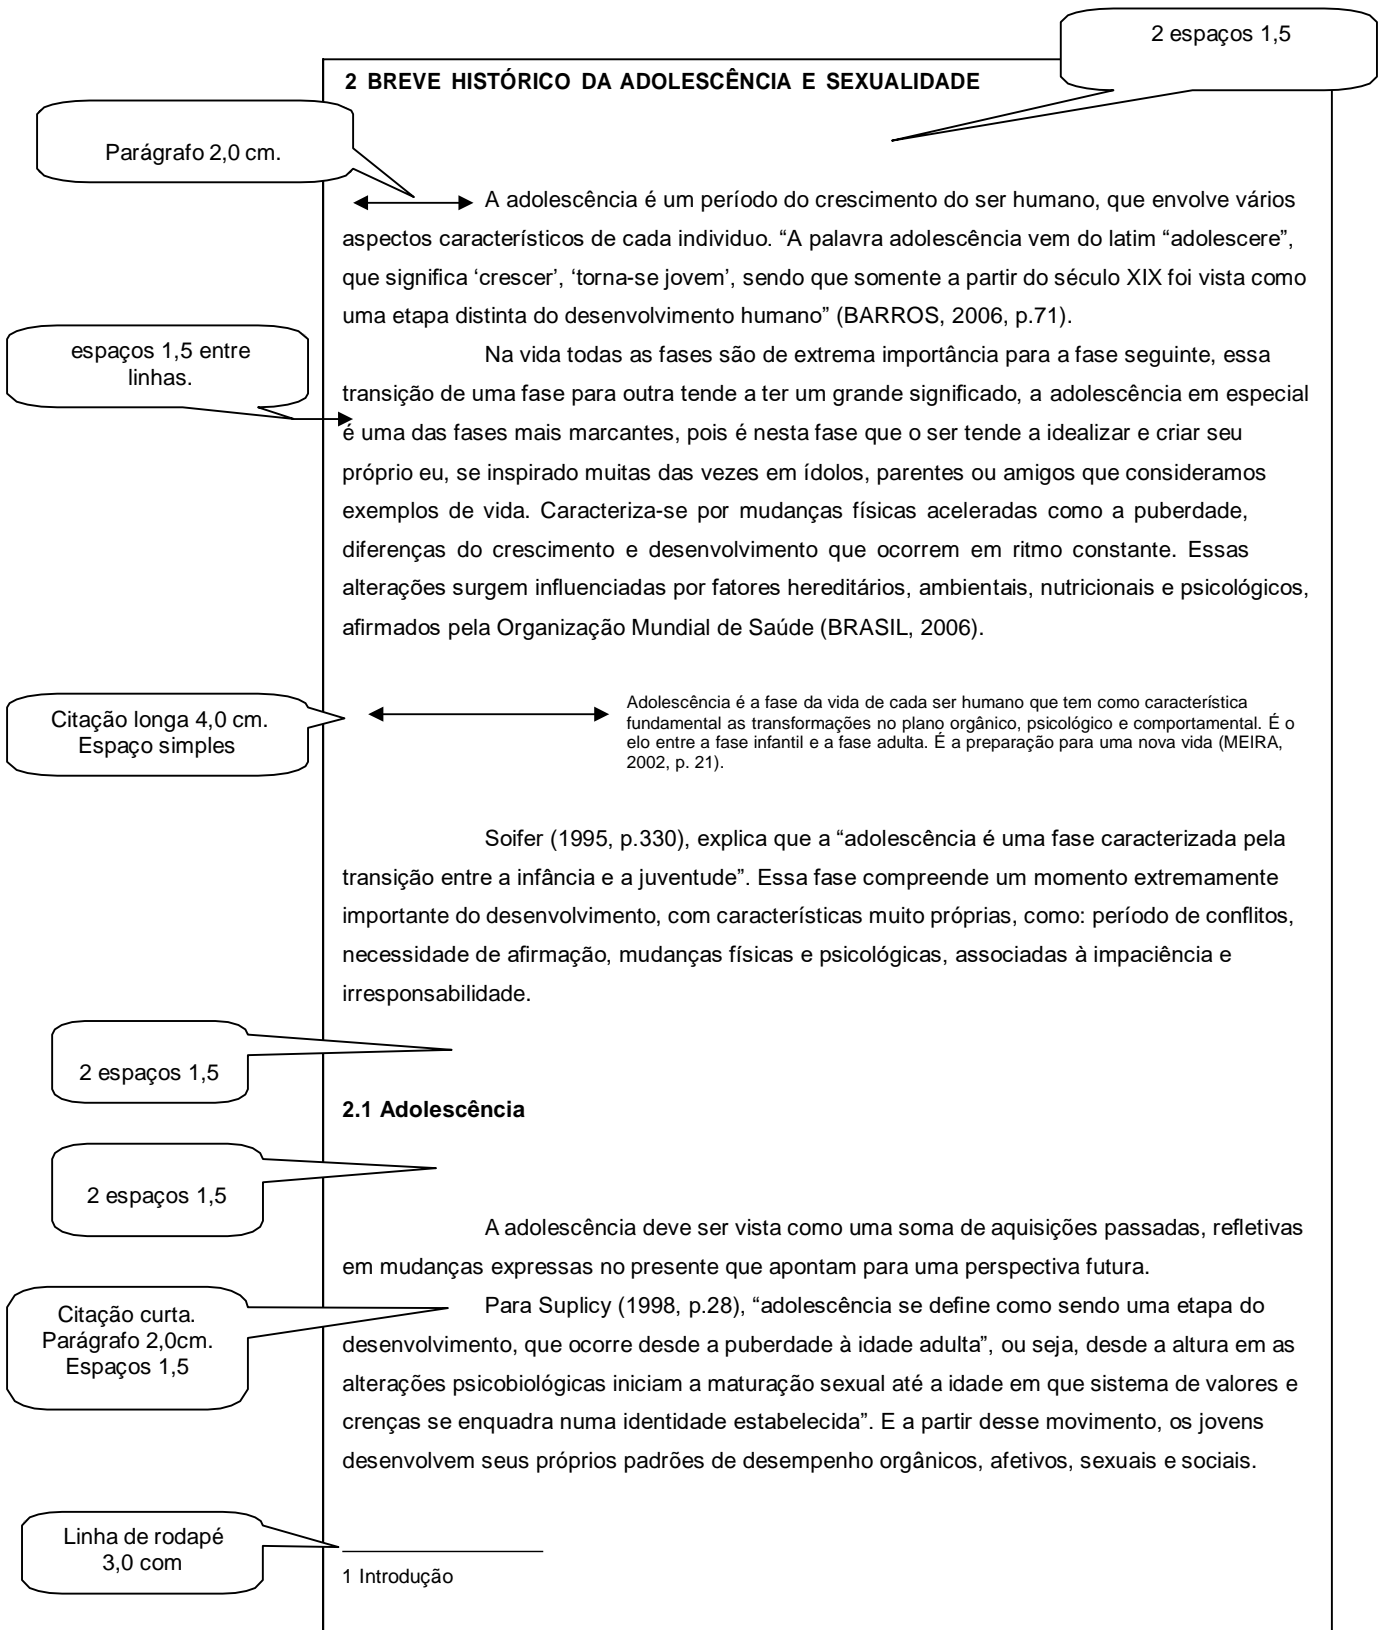 2 espaços 1,5
2 BREVE HISTÓRICO DA ADOLESCÊNCIA E SEXUALIDADE
Parágrafo 2,0 cm.
A adolescência é um período do crescimento do ser humano, que envolve vários
aspectos característicos de cada individuo. “A palavra adolescência vem do latim “adolescere”,
que significa ‘crescer’, ‘torna-se jovem’, sendo que somente a partir do século XIX foi vista como
uma etapa distinta do desenvolvimento humano” (BARROS, 2006, p.71).
espaços 1,5 entre
linhas.
Na vida todas as fases são de extrema importância para a fase seguinte, essa
transição de uma fase para outra tende a ter um grande significado, a adolescência em especial
é uma das fases mais marcantes, pois é nesta fase que o ser tende a idealizar e criar seu
próprio eu, se inspirado muitas das vezes em ídolos, parentes ou amigos que consideramos
exemplos de vida. Caracteriza-se por mudanças físicas aceleradas como a puberdade,
diferenças do crescimento e desenvolvimento que ocorrem em ritmo constante. Essas
alterações surgem influenciadas por fatores hereditários, ambientais, nutricionais e psicológicos,
afirmados pela Organização Mundial de Saúde (BRASIL, 2006).
Citação longa 4,0 cm.
Espaço simples
Adolescência é a fase da vida de cada ser humano que tem como característica
fundamental as transformações no plano orgânico, psicológico e comportamental. É o
elo entre a fase infantil e a fase adulta. É a preparação para uma nova vida (MEIRA,
2002, p. 21).
Soifer (1995, p.330), explica que a “adolescência é uma fase caracterizada pela
transição entre a infância e a juventude”. Essa fase compreende um momento extremamente
importante do desenvolvimento, com características muito próprias, como: período de conflitos,
necessidade de afirmação, mudanças físicas e psicológicas, associadas à impaciência e
irresponsabilidade.
2 espaços 1,5
2.1 Adolescência
2 espaços 1,5
A adolescência deve ser vista como uma soma de aquisições passadas, refletivas
em mudanças expressas no presente que apontam para uma perspectiva futura.
Citação curta.
Parágrafo 2,0cm.
Espaços 1,5
Para Suplicy (1998, p.28), “adolescência se define como sendo uma etapa do
desenvolvimento, que ocorre desde a puberdade à idade adulta”, ou seja, desde a altura em as
alterações psicobiológicas iniciam a maturação sexual até a idade em que sistema de valores e
crenças se enquadra numa identidade estabelecida”. E a partir desse movimento, os jovens
desenvolvem seus próprios padrões de desempenho orgânicos, afetivos, sexuais e sociais.
Linha de rodapé
3,0 com
1 Introdução